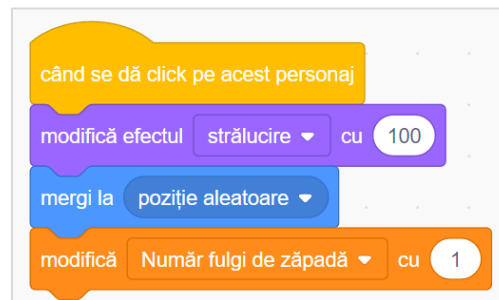 când se dă click pe acest personaj
modifică efectul strălucire cu 100
mergi la poziție aleatoare
modifică Număr fulgi de zăpadă cu 1